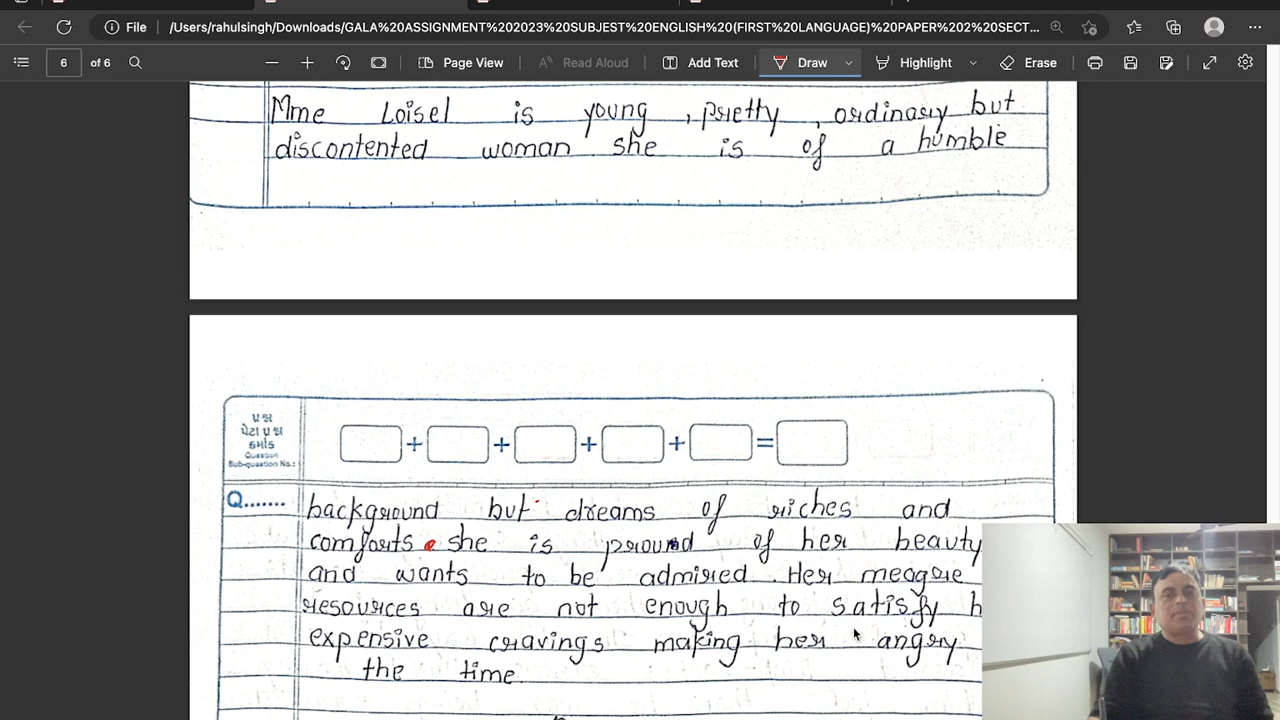 File
/Users/rahulsingh/Downloads/GALA%20ASSIGNMENT%202023%20SUBJEST%20ENGLISH%20(FIRST%20LANGUAGE)%20PAPER%202%20SECT...
6 of 6
Page View
Read Aloud
Add Text
Draw
Highlight
Erase
Mme Loisel is young , pretty , ordinary but
discontented woman she is of a humble
પ્રશ્ન
પેટા પ્રશ્ન
ક્રમાંક
Question
Sub-question No.:
+ + + + =
Q.......
background but dreams of riches and
comforts she is proud of her beauty
and wants to be admired . Her meagre
resources are not enough to satisfy h
expensive cravings making her angry
the time